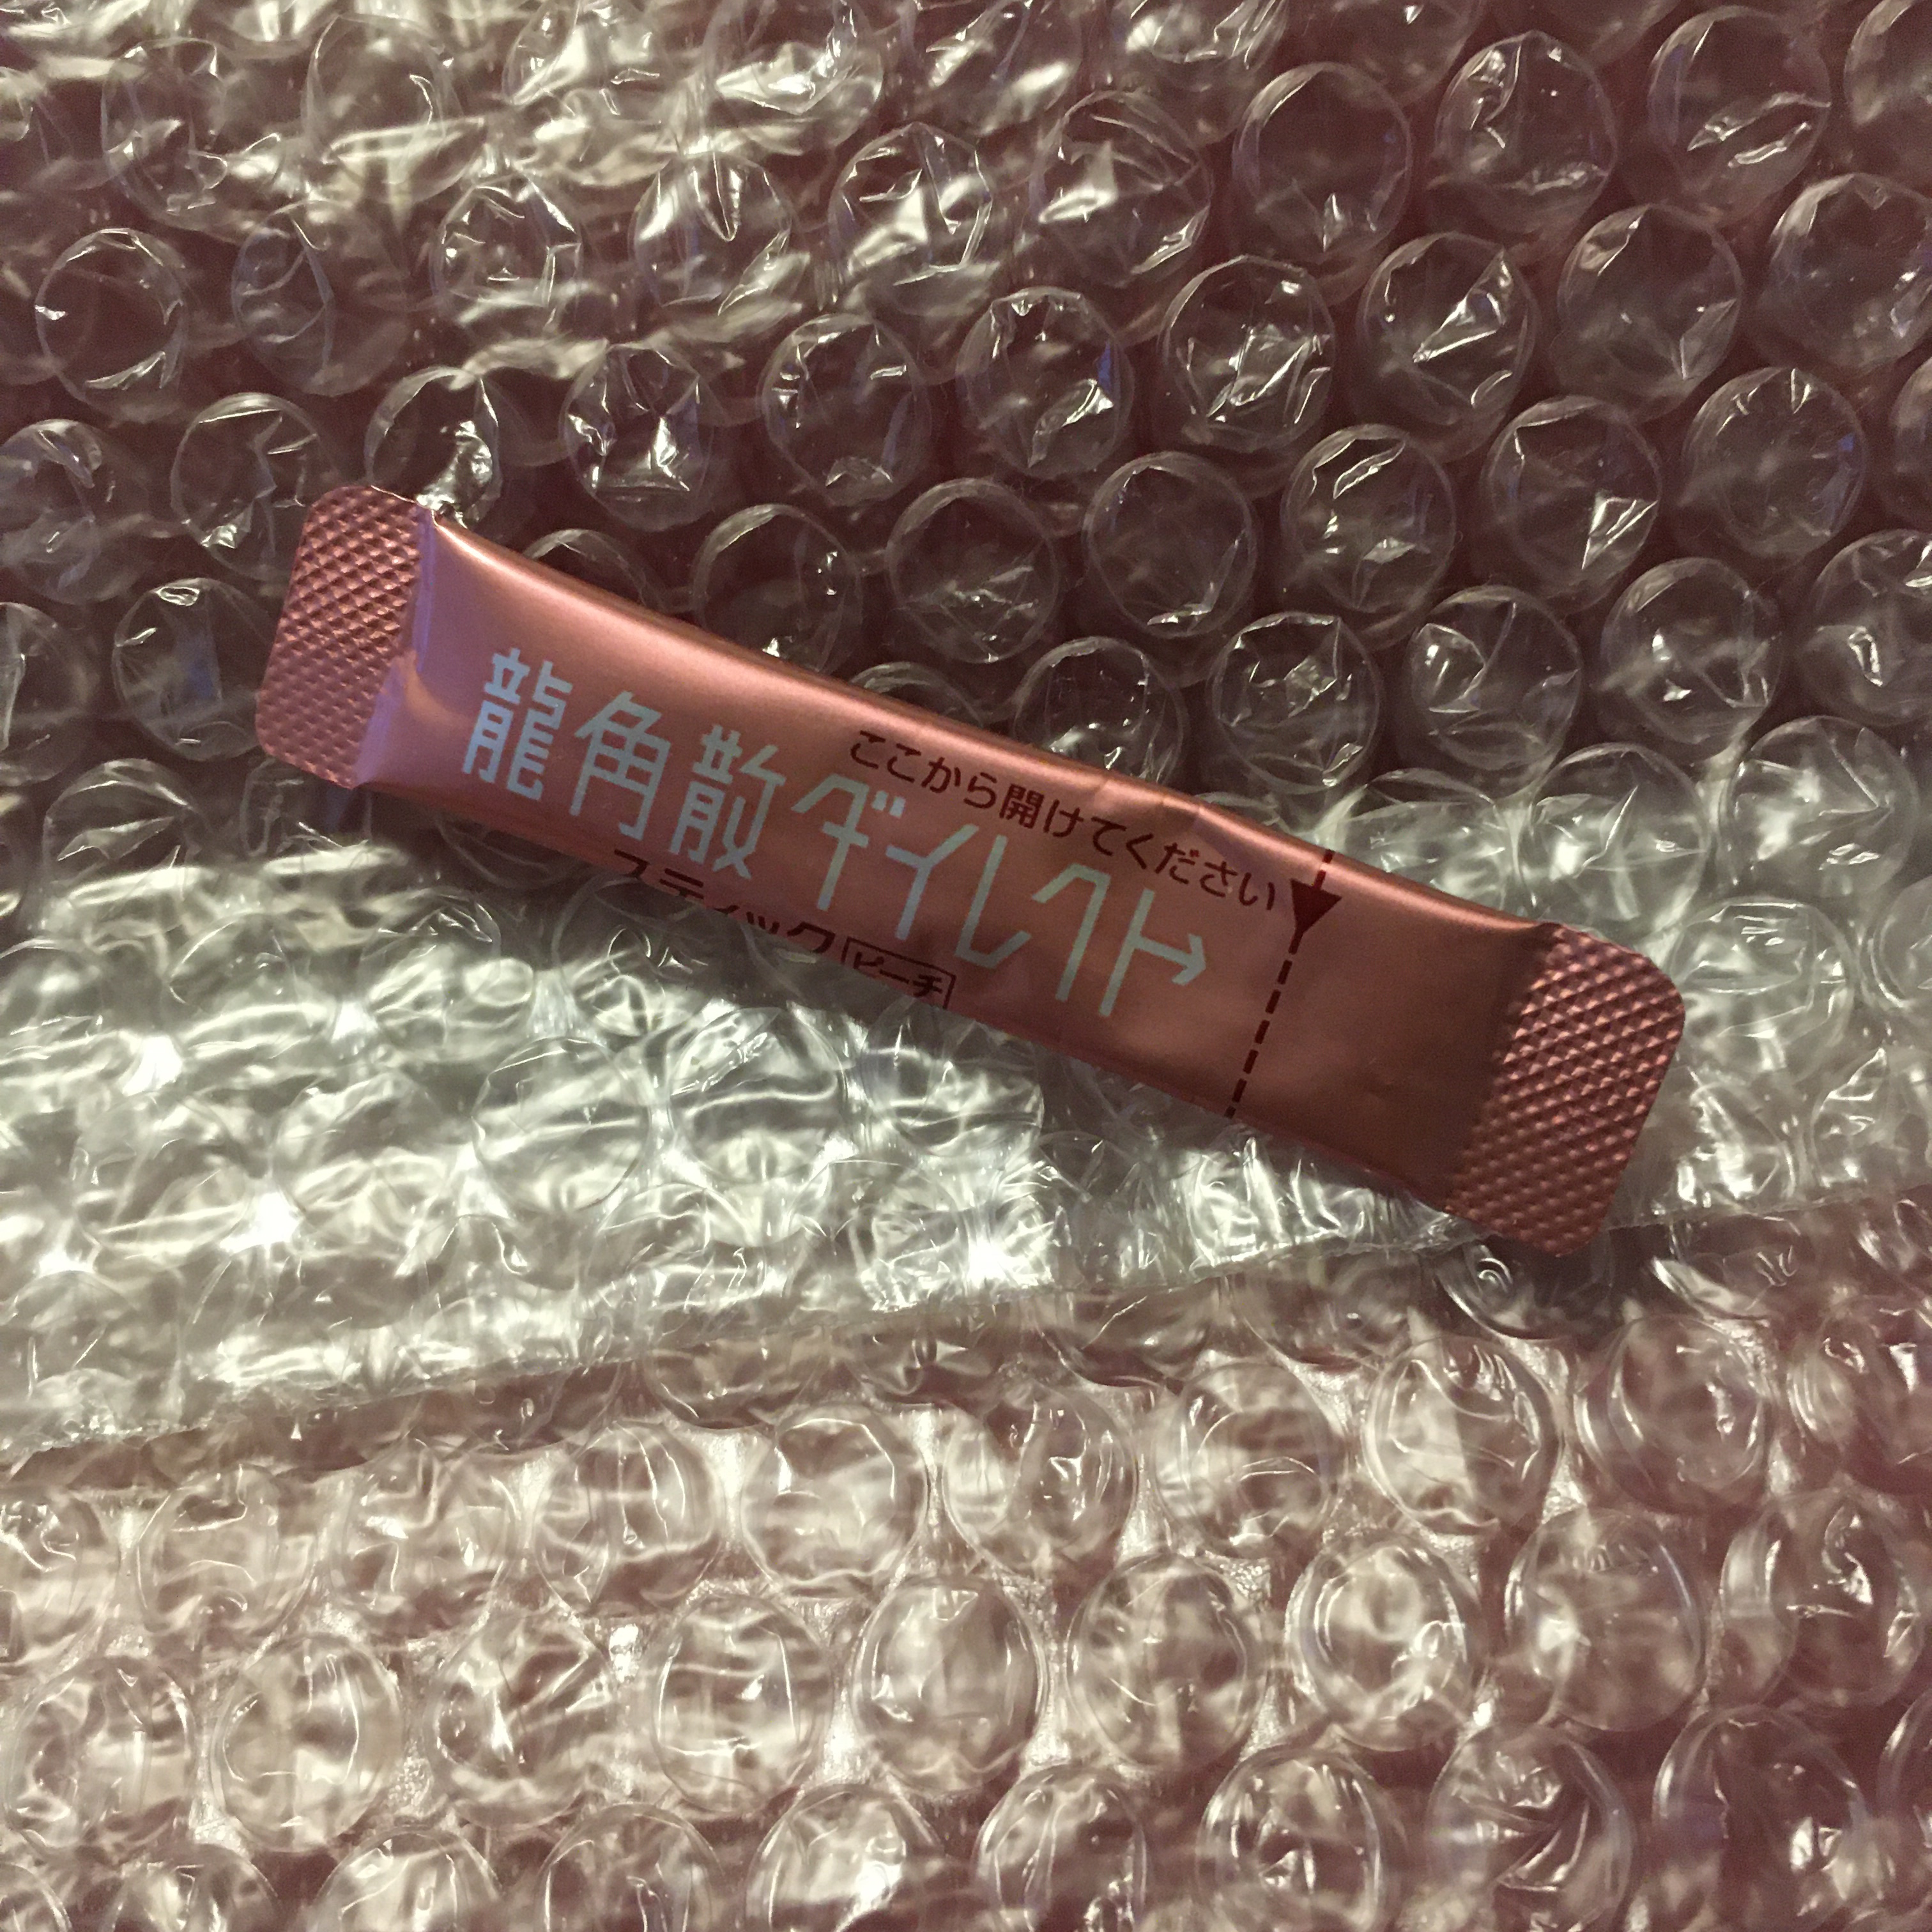 ここから開けてください
龍角散ダイレクト
スティック ピーチ